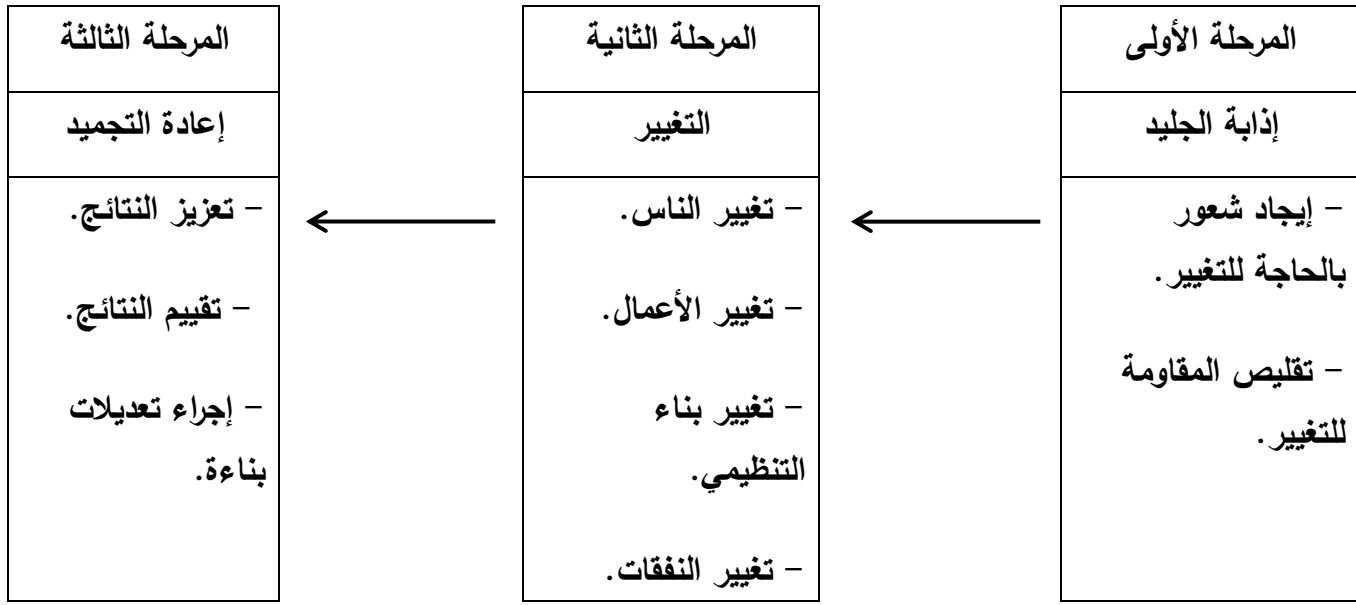 المرحلة الأولى
إذابة الجليد
– إيجاد شعور
بالحاجة للتغيير.
– تقليص المقاومة
للتغيير.
المرحلة الثانية
التغيير
– تغيير الناس.
– تغيير الأعمال.
– تغيير بناء
التنظيمي.
– تغيير النفقات.
المرحلة الثالثة
إعادة التجميد
– تعزيز النتائج.
– تقييم النتائج.
– إجراء تعديلات
بناءة.